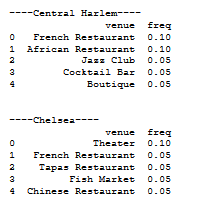 ----Central Harlem----
venue freq
0 French Restaurant 0.10
1 African Restaurant 0.10
2 Jazz Club 0.05
3 Cocktail Bar 0.05
4 Boutique 0.05
----Chelsea----
venue freq
0 Theater 0.10
1 French Restaurant 0.05
2 Tapas Restaurant 0.05
3 Fish Market 0.05
4 Chinese Restaurant 0.05